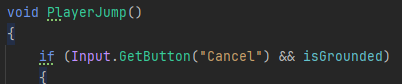 void PlayerJump()
{
if (Input.GetButton("Cancel") && isGrounded)
{